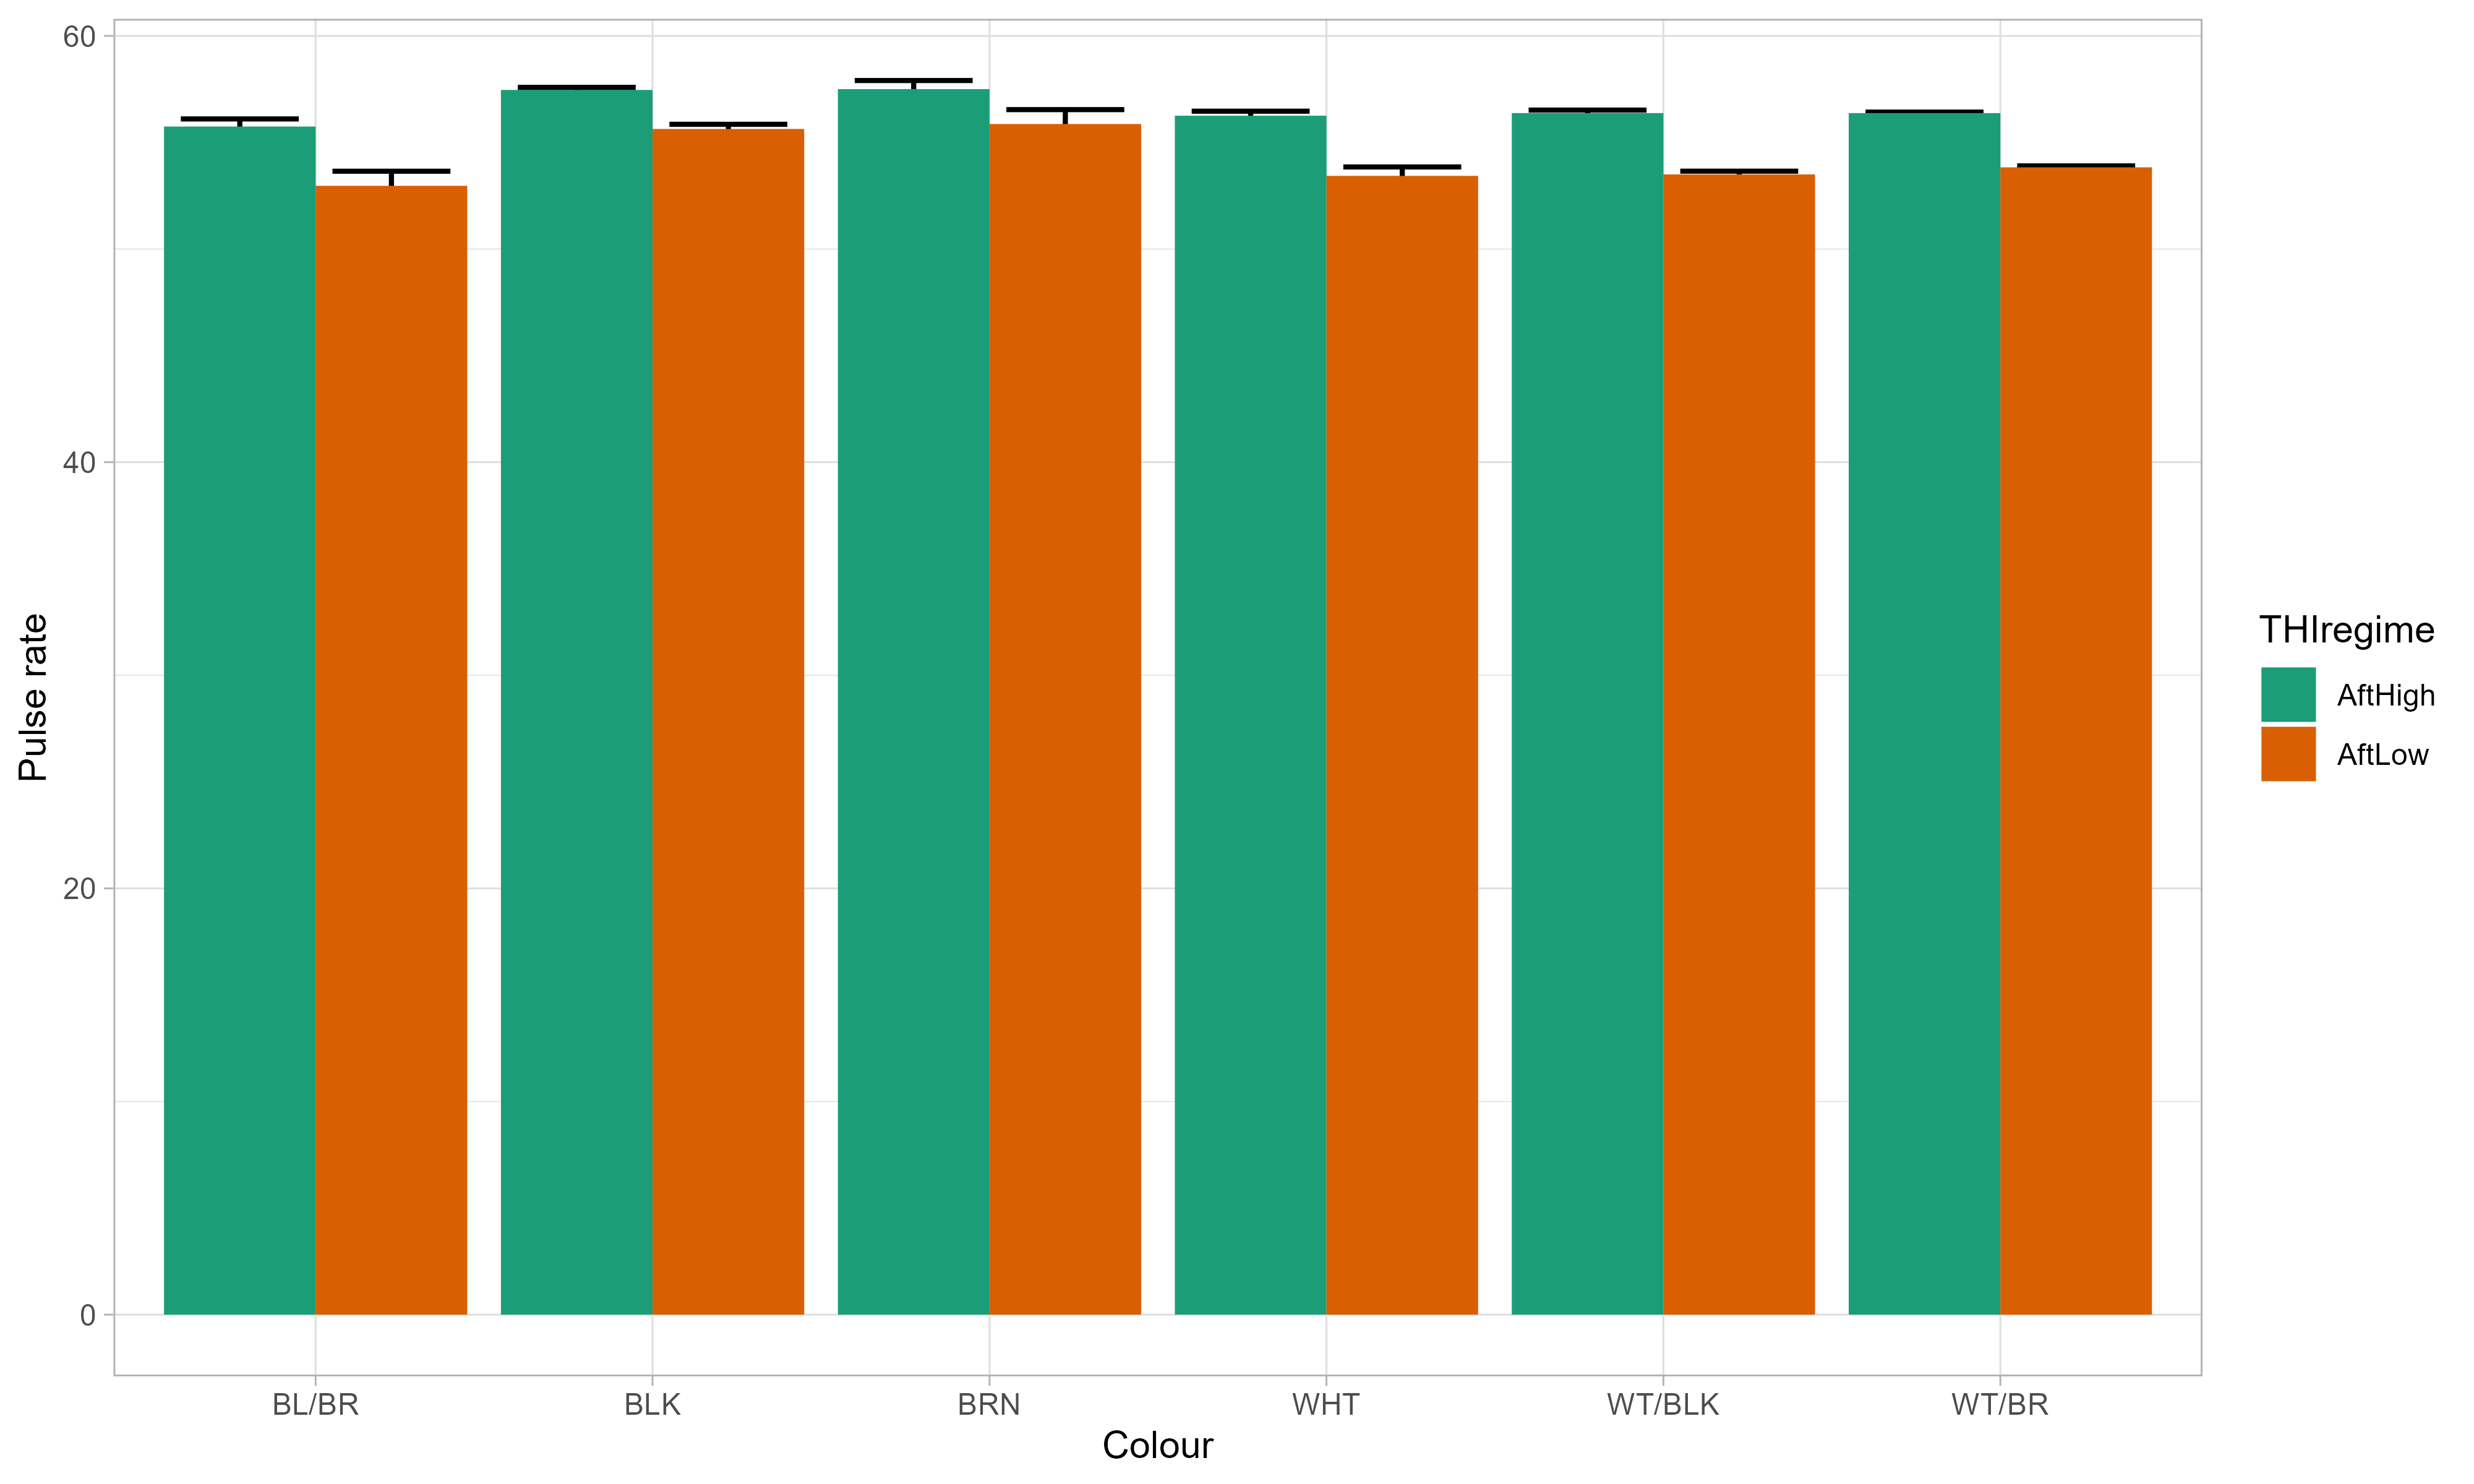 60
40
20
0
Pulse rate
BL/BR BLK BRN WHT WT/BLK WT/BR
Colour
THIregime
AftHigh
AftLow